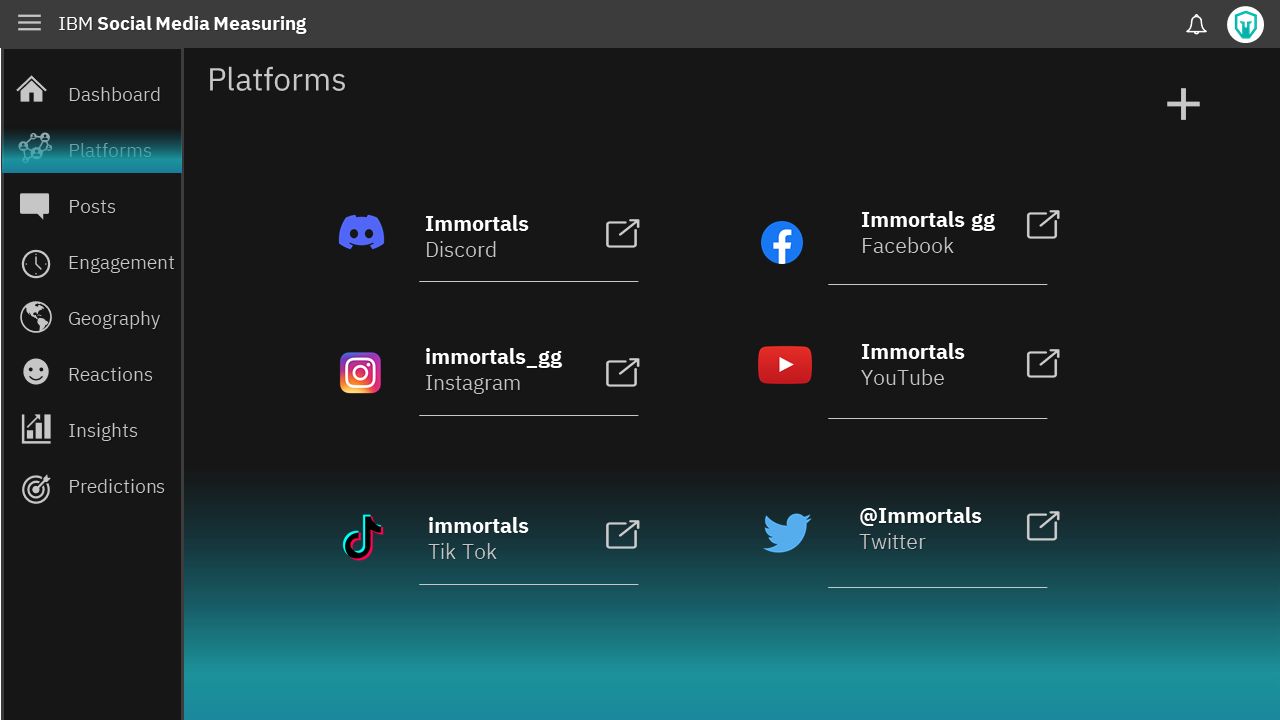 IBM Social Media Measuring
Platforms
Dashboard
Platforms
Posts
Engagement
Geography
Reactions
Insights
Predictions
Immortals
Discord
Immortals gg
Facebook
immortals_gg
Instagram
Immortals
YouTube
immortals
Tik Tok
@Immortals
Twitter